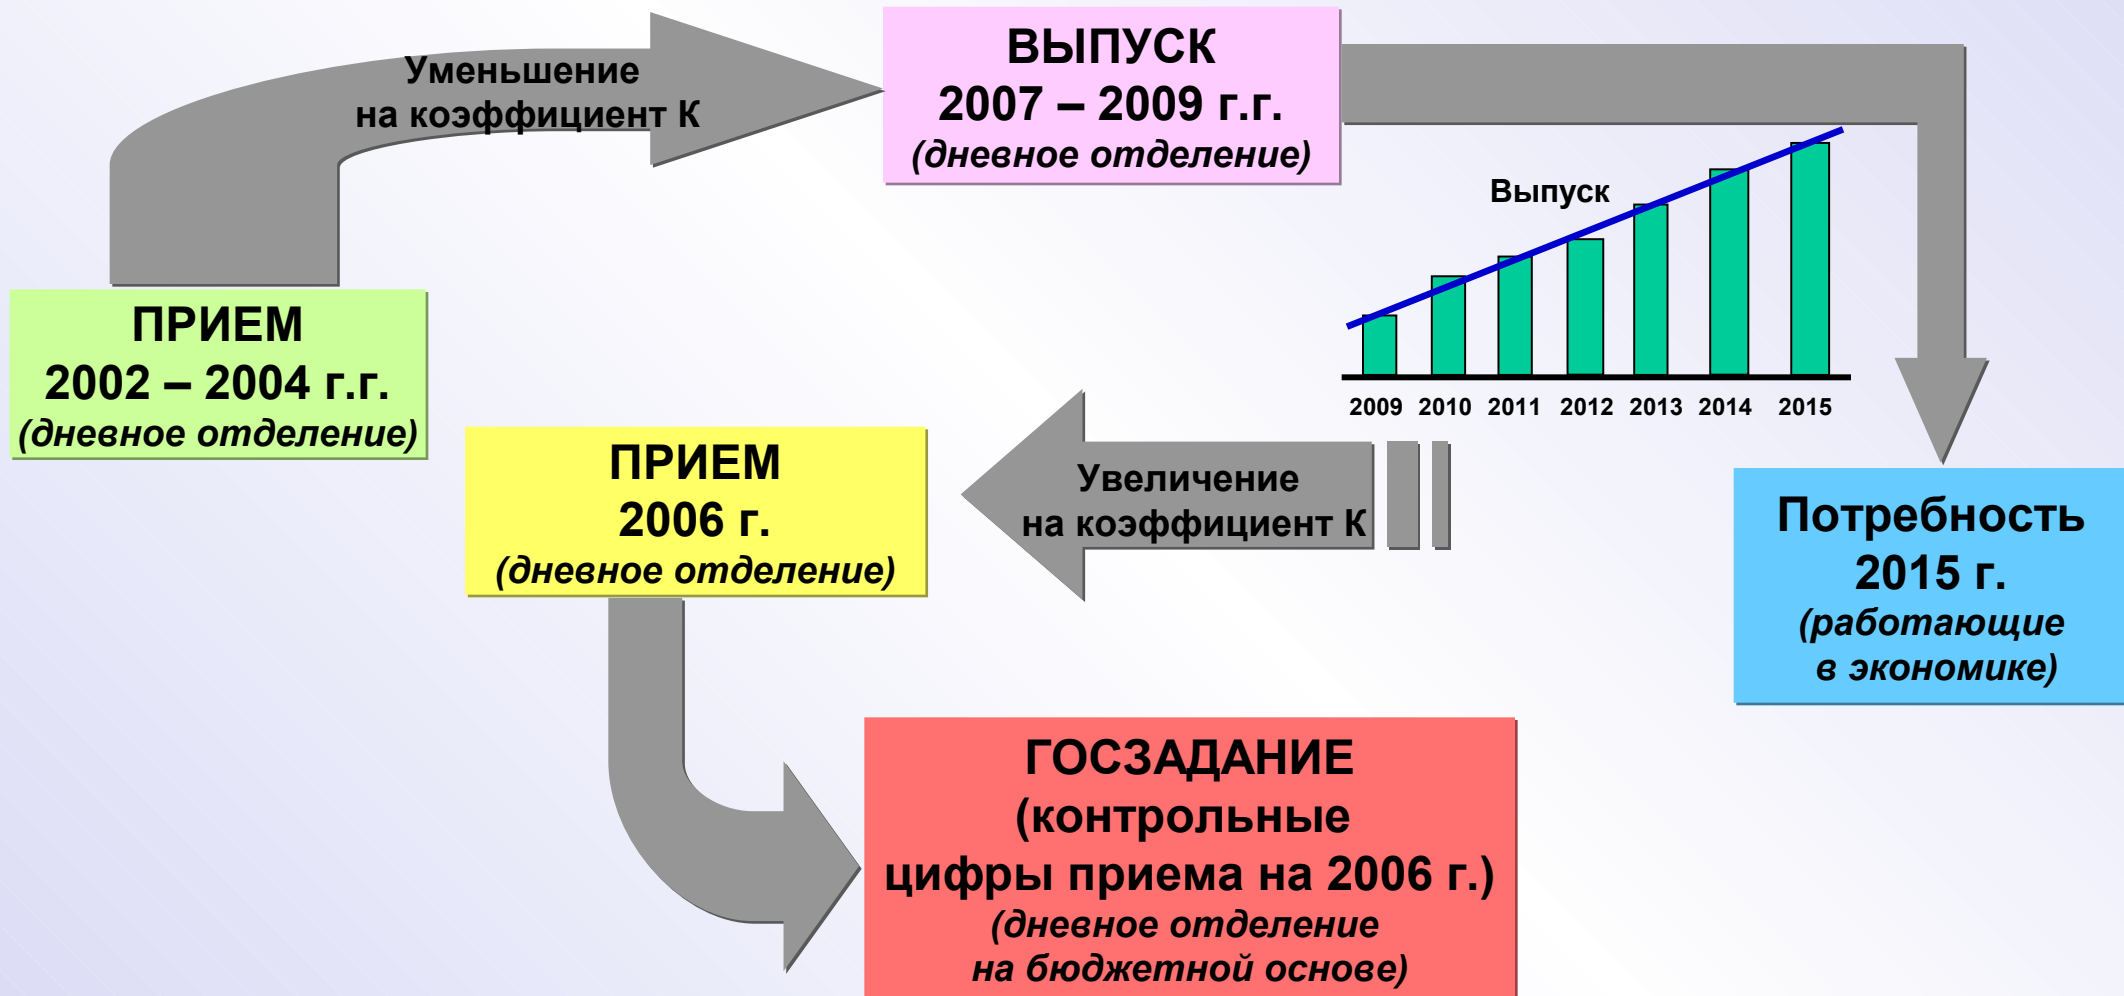 Уменьшение
на коэффициент К
ВЫПУСК
2007 – 2009 г.г.
(дневное отделение)
ПРИЕМ
2002 – 2004 г.г.
(дневное отделение)
Выпуск
2009 2010 2011 2012 2013 2014 2015
ПРИЕМ
2006 г.
(дневное отделение)
Увеличение
на коэффициент К
Потребность
2015 г.
(работающие
в экономике)
ГОСЗАДАНИЕ
(контрольные
цифры приема на 2006 г.)
(дневное отделение
на бюджетной основе)